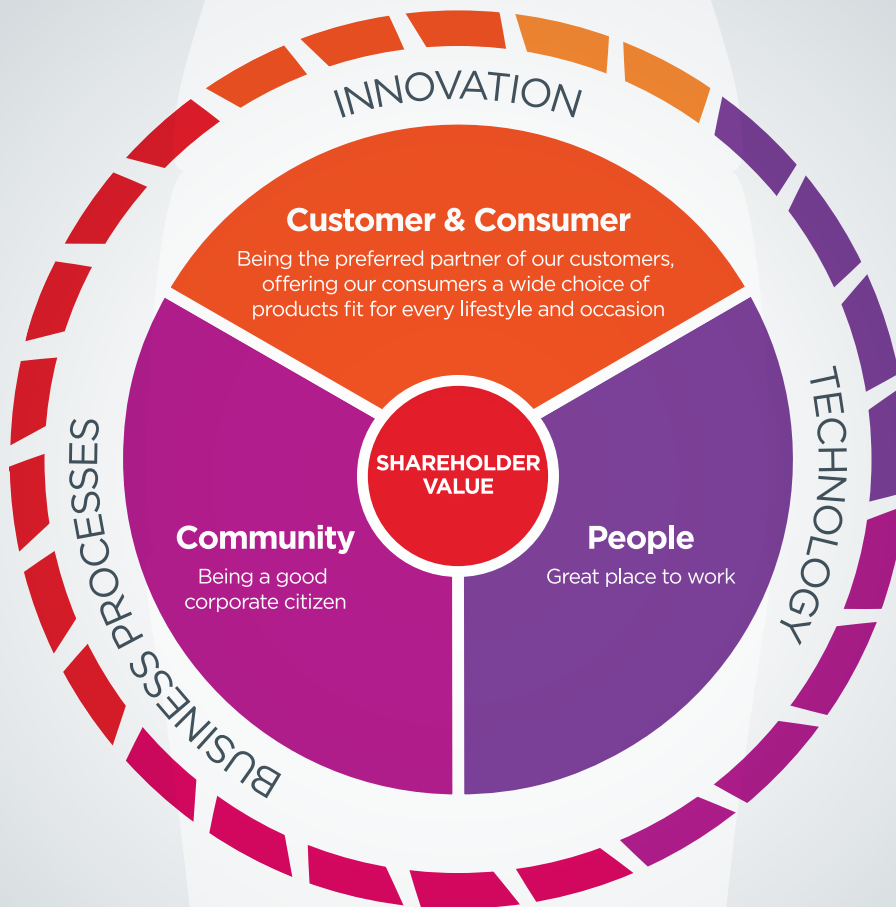 INNOVATION
Customer & Consumer
Being the preferred partner of our customers,
offering our consumers a wide choice of
products fit for every lifestyle and occasion
TECHNOLOGY
SHAREHOLDER
VALUE
Community
Being a good
corporate citizen
People
Great place to work
BUSINESS PROCESSES